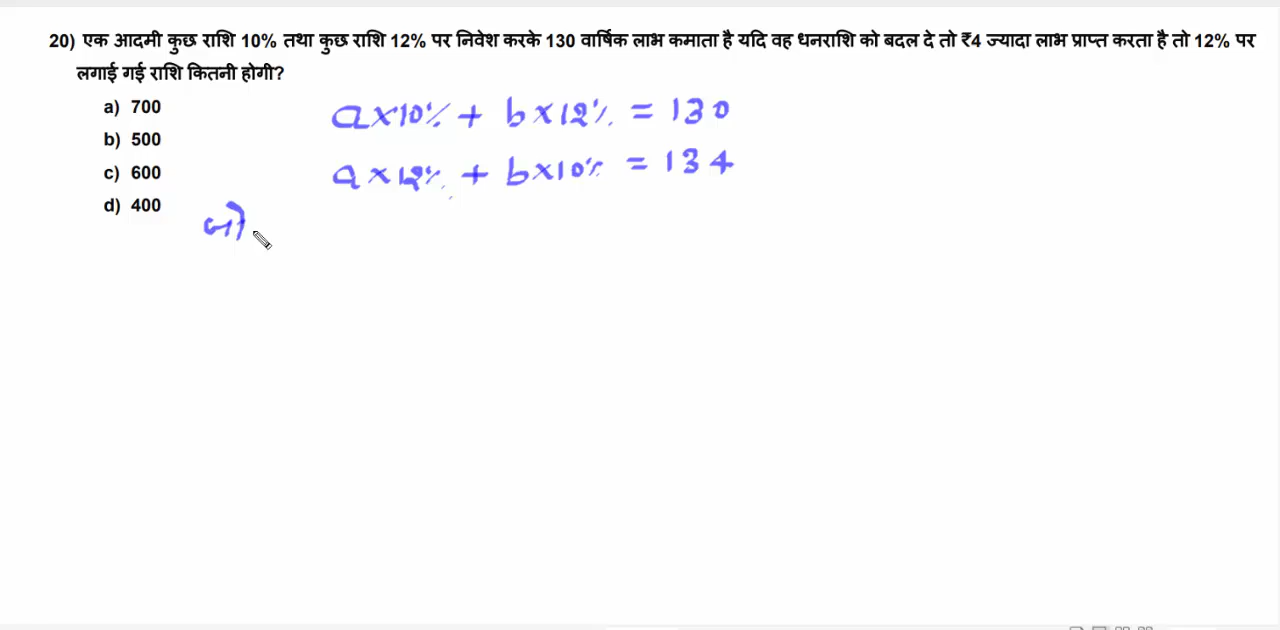 20) एक आदमी कुछ राशि 10% तथा कुछ राशि 12% पर निवेश करके 130 वार्षिक लाभ कमाता है यदि वह धनराशि को बदल दे तो ₹4 ज्यादा लाभ प्राप्त करता है तो 12% पर
लगाई गई राशि कितनी होगी?
a) 700
b) 500
c) 600
d) 400
a×10% + b×12% = 130
a×12% + b×10% = 134
जो